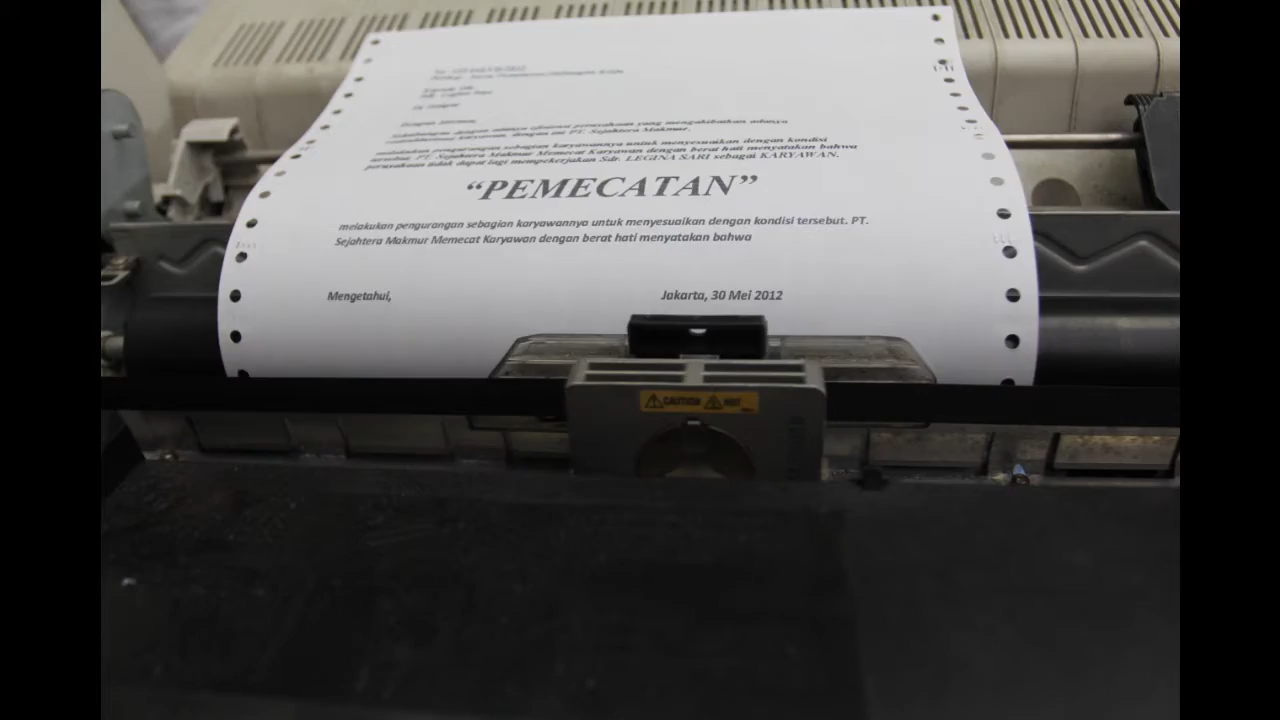 Dengan Hormat,
Sehubungan dengan adanya efisiensi perusahaan yang mengakibatkan adanya
karyawan, dengan ini PT. Sejahtera Makmur.
melakukan pengurangan sebagian karyawannya untuk menyesuaikan dengan kondisi
tersebut. PT. Sejahtera Makmur Memecat Karyawan dengan berat hati menyatakan bahwa
perusahaan tidak dapat lagi mempekerjakan Sdr. LEGINA SARI sebagai KARYAWAN.
“PEMECATAN”
melakukan pengurangan sebagian karyawannya untuk menyesuaikan dengan kondisi tersebut. PT.
Sejahtera Makmur Memecat Karyawan dengan berat hati menyatakan bahwa
Mengetahui,
Jakarta, 30 Mei 2012
CAUTION HOT